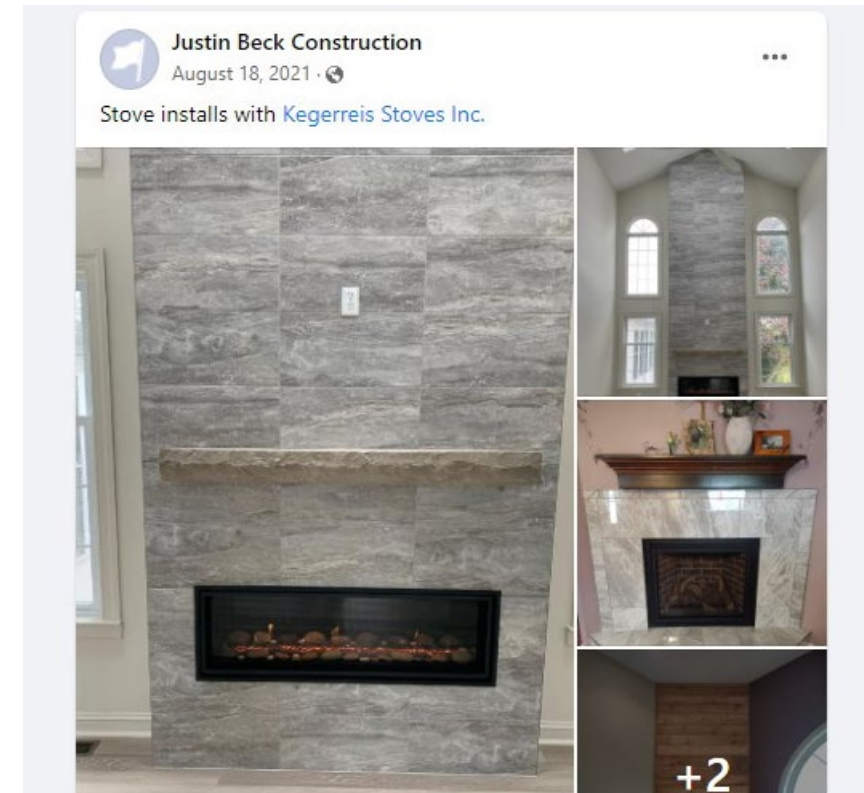 Justin Beck Construction
August 18, 2021 ·
Stove installs with Kegerreis Stoves Inc.
+2